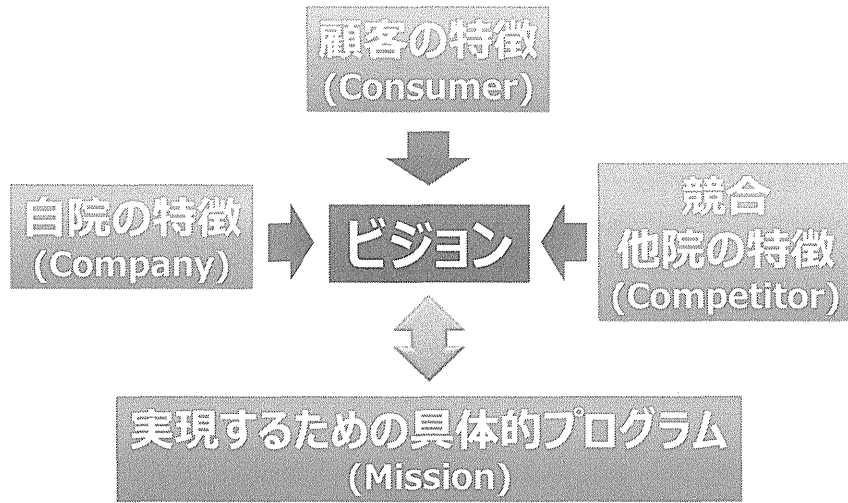 顧客の特徴
(Consumer)
自院の特徴
(Company)
ビジョン
競合
他院の特徴
(Competitor)
実現するための具体的プログラム
(Mission)